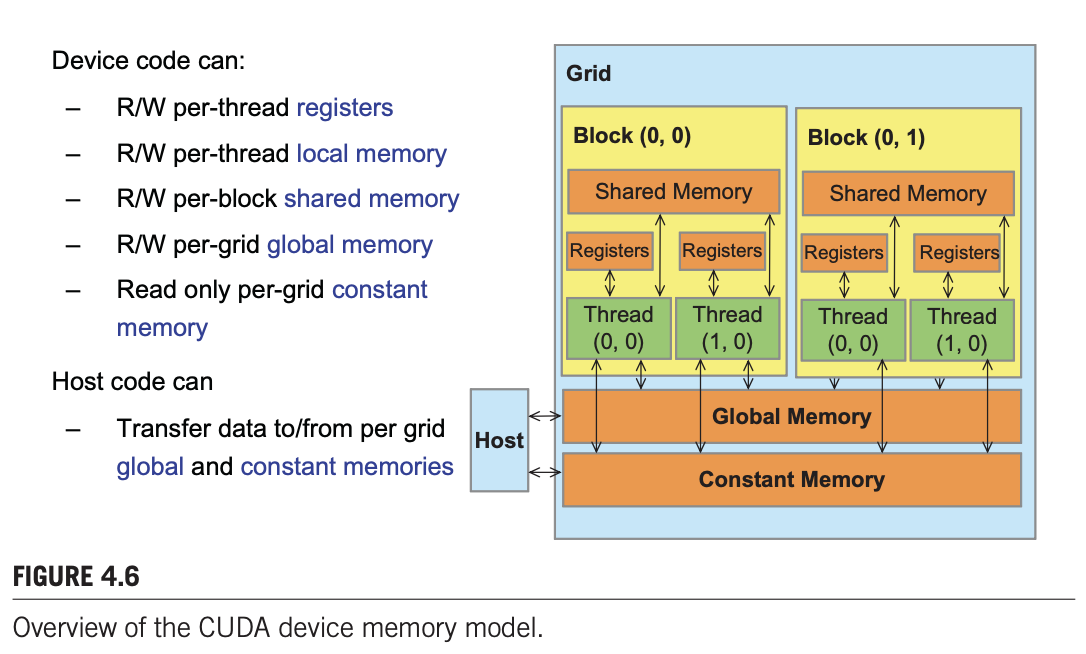 Device code can:
– R/W per-thread registers
– R/W per-thread local memory
– R/W per-block shared memory
– R/W per-grid global memory
– Read only per-grid constant
memory
Host code can
– Transfer data to/from per grid
global and constant memories
Grid
Block (0, 0)
Shared Memory
Registers
Registers
Thread
(0, 0)
Thread
(1, 0)
Block (0, 1)
Shared Memory
Registers
Registers
Thread
(0, 0)
Thread
(1, 0)
Host
Global Memory
Constant Memory
FIGURE 4.6
Overview of the CUDA device memory model.